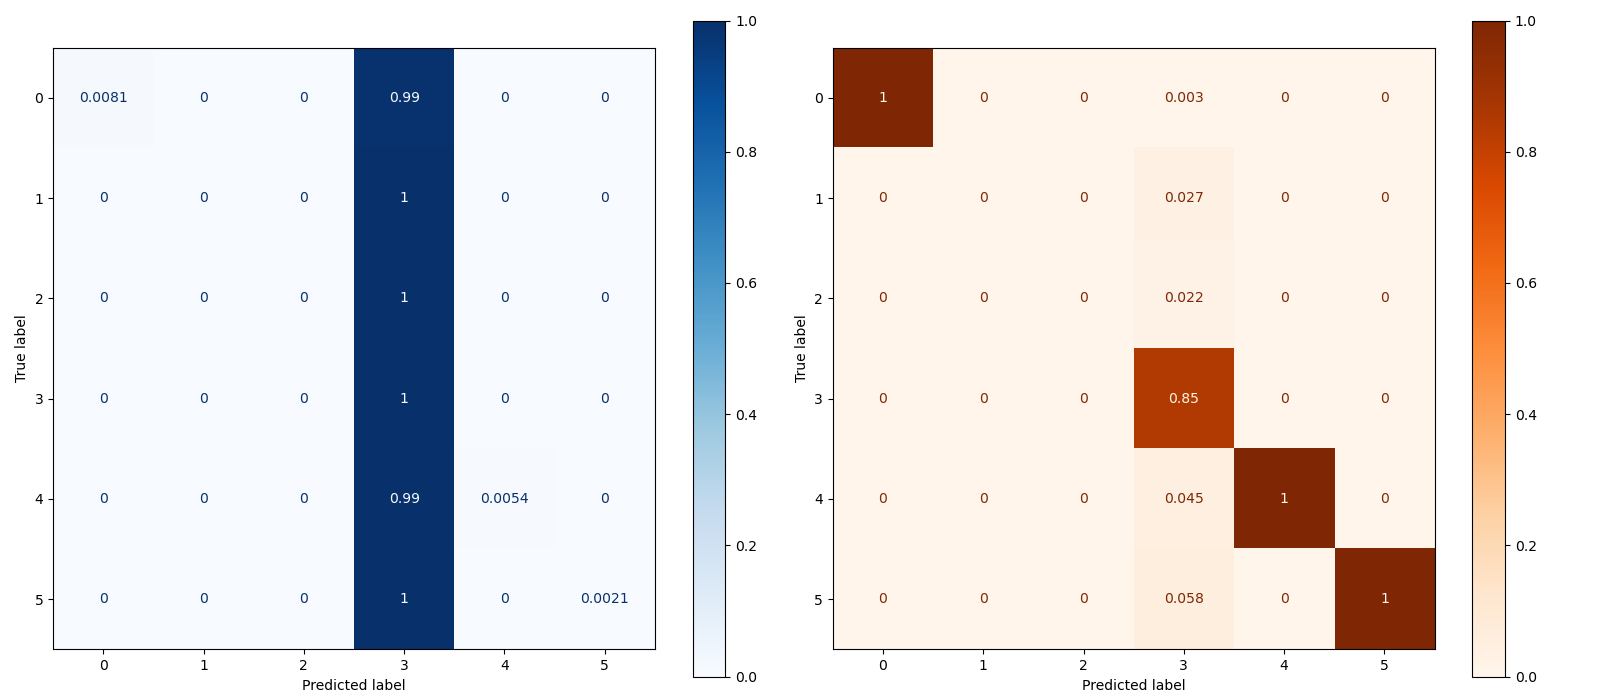 0 0.0081 0 0 0.99 0 0
1 0 0 0 1 0 0
2 0 0 0 1 0 0
3 0 0 0 1 0 0
4 0 0 0 0.99 0.0054 0
5 0 0 0 1 0 0.0021
0 1 2 3 4 5
True label
Predicted label
1.0
0.8
0.6
0.4
0.2
0.0
0 1 0 0 0.003 0 0
1 0 0 0 0.027 0 0
2 0 0 0 0.022 0 0
3 0 0 0 0.85 0 0
4 0 0 0 0.045 1 0
5 0 0 0 0.058 0 1
0 1 2 3 4 5
True label
Predicted label
1.0
0.8
0.6
0.4
0.2
0.0